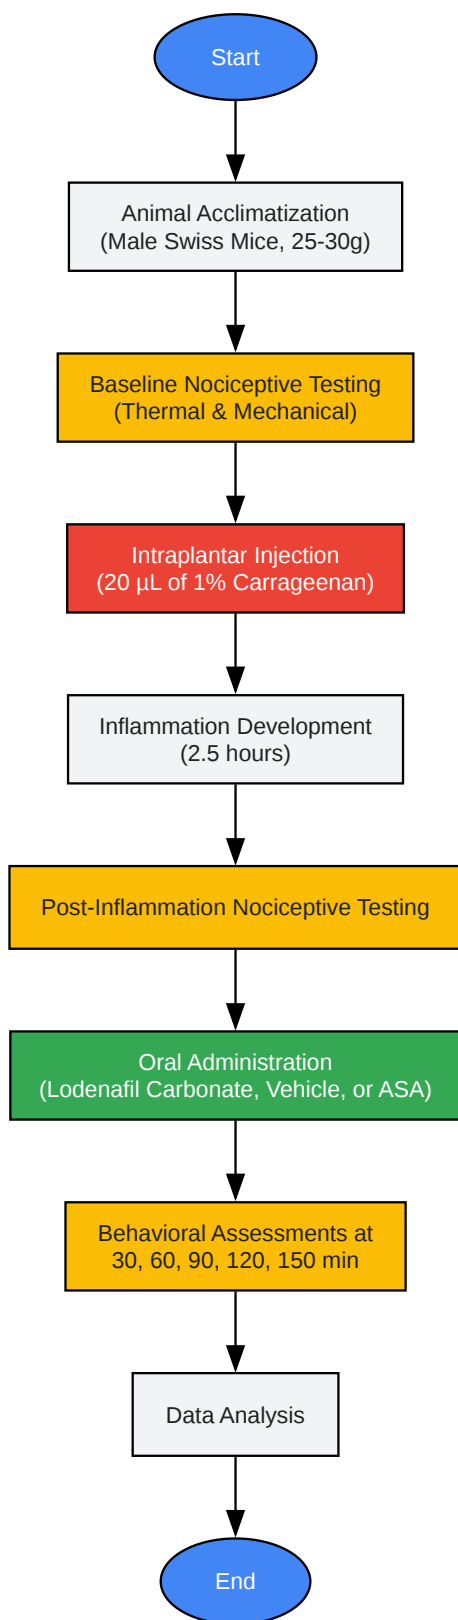 Start
Animal Acclimatization
(Male Swiss Mice, 25-30g)
Baseline Nociceptive Testing
(Thermal & Mechanical)
Intraplantar Injection
(20 µL of 1% Carrageenan)
Inflammation Development
(2.5 hours)
Post-Inflammation Nociceptive Testing
Oral Administration
(Lodenafil Carbonate, Vehicle, or ASA)
Behavioral Assessments at
30, 60, 90, 120, 150 min
Data Analysis
End